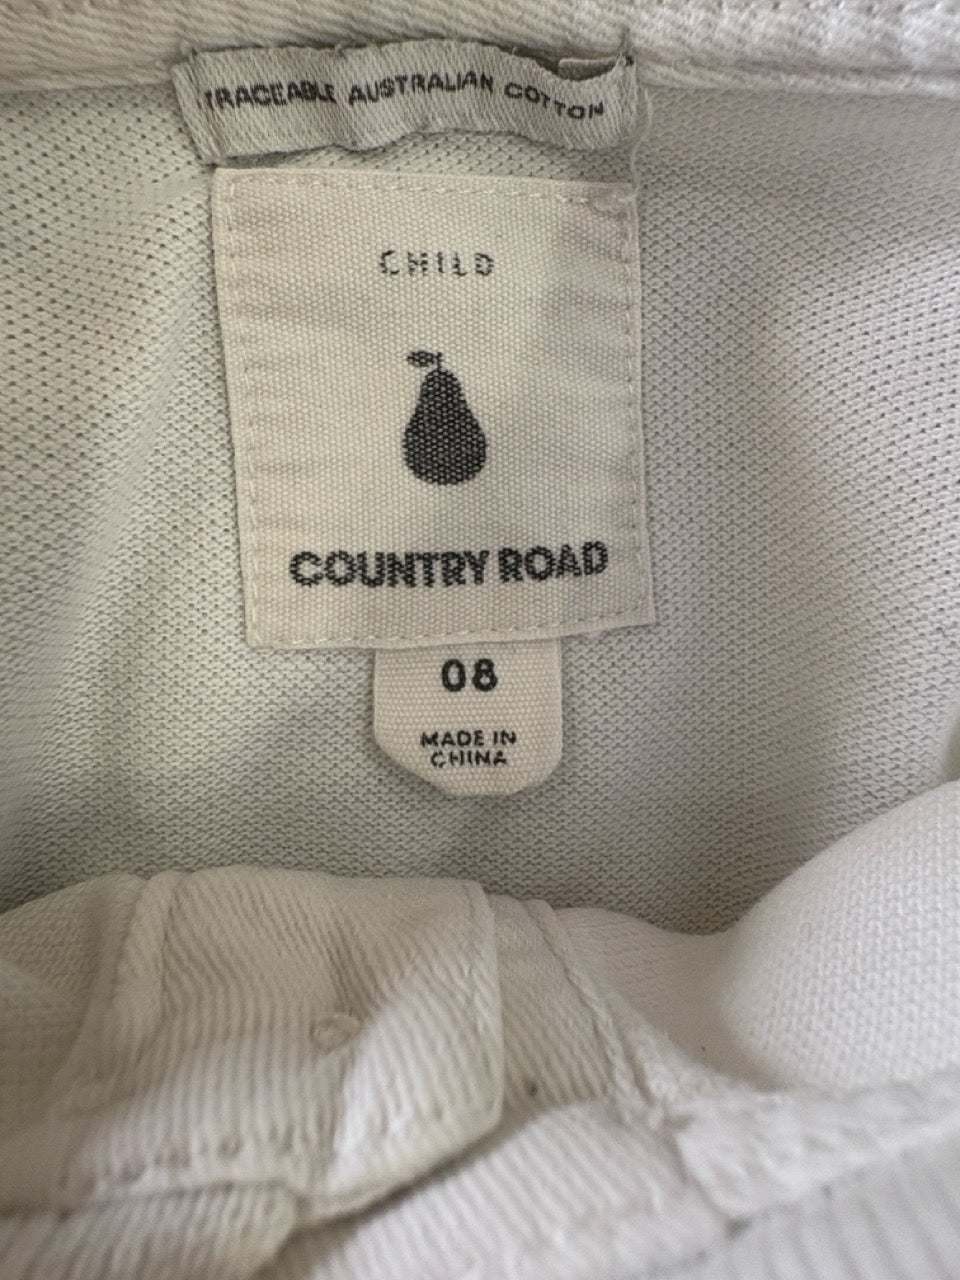 TRACEABLE AUSTRALIAN COTTON
CHILD
COUNTRY ROAD
08
MADE IN
CHINA